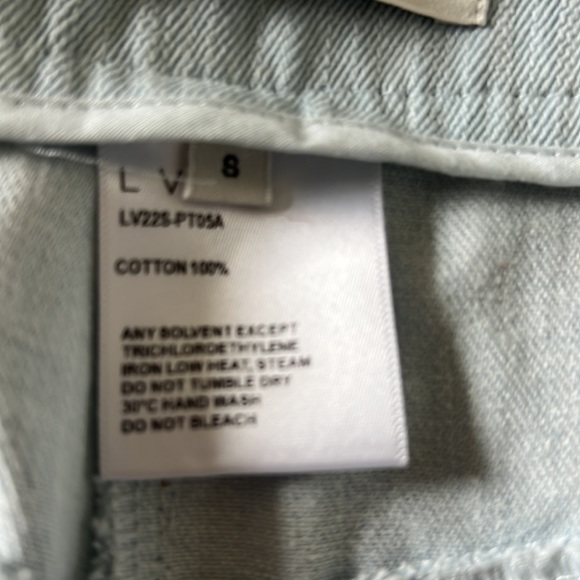 8
L V
LV22S-PT05A
COTTON 100%
ANY SOLVENT EXCEPT
TRICHLOROETHYLENE
IRON LOW HEAT, STEAM
DO NOT TUMBLE DRY
30°C HAND WASH
DO NOT BLEACH